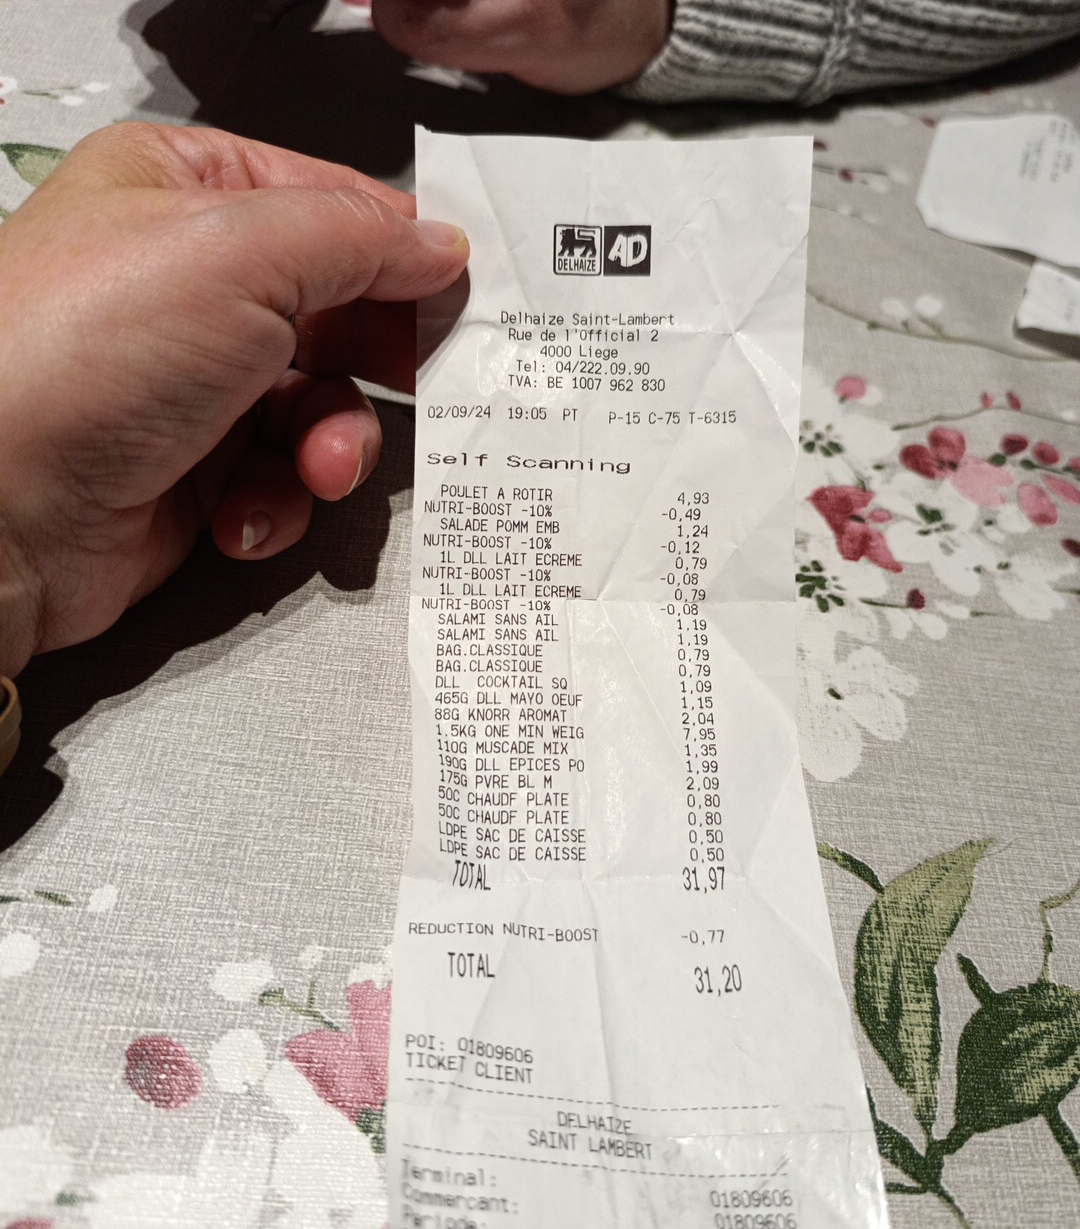 DELHAIZE AD
Delhaize Saint-Lambert
Rue de l'Official 2
4000 Liege
Tel: 04/222.09.90
TVA: BE 1007 962 830
02/09/24 19:05 PT P-15 C-75 T-6315
Self Scanning
POULET A ROTIR 4,93
NUTRI-BOOST -10% -0,49
SALADE POMM EMB 1,24
NUTRI-BOOST -10% -0,12
1L DLL LAIT ECREME 0,79
NUTRI-BOOST -10% -0,08
1L DLL LAIT ECREME 0,79
NUTRI-BOOST -10% -0,08
SALAMI SANS AIL 1,19
SALAMI SANS AIL 1,19
BAG.CLASSIQUE 0,79
BAG.CLASSIQUE 0,79
DLL COCKTAIL SQ 1,09
465G DLL MAYO OEUF 1,15
88G KNORR AROMAT 2,04
1.5KG ONE MIN WEIG 7,95
110G MUSCADE MIX 1,35
190G DLL EPICES PO 1,99
175G PVRE BL M 2,09
50C CHAUDF PLATE 0,80
50C CHAUDF PLATE 0,80
LDPE SAC DE CAISSE 0,50
LDPE SAC DE CAISSE 0,50
TOTAL 31,97
REDUCTION NUTRI-BOOST -0,77
TOTAL 31,20
POI: 01809606
TICKET CLIENT
DELHAIZE
SAINT LAMBERT
Terminal: 01809606
Commercant: 01809606
Periode: